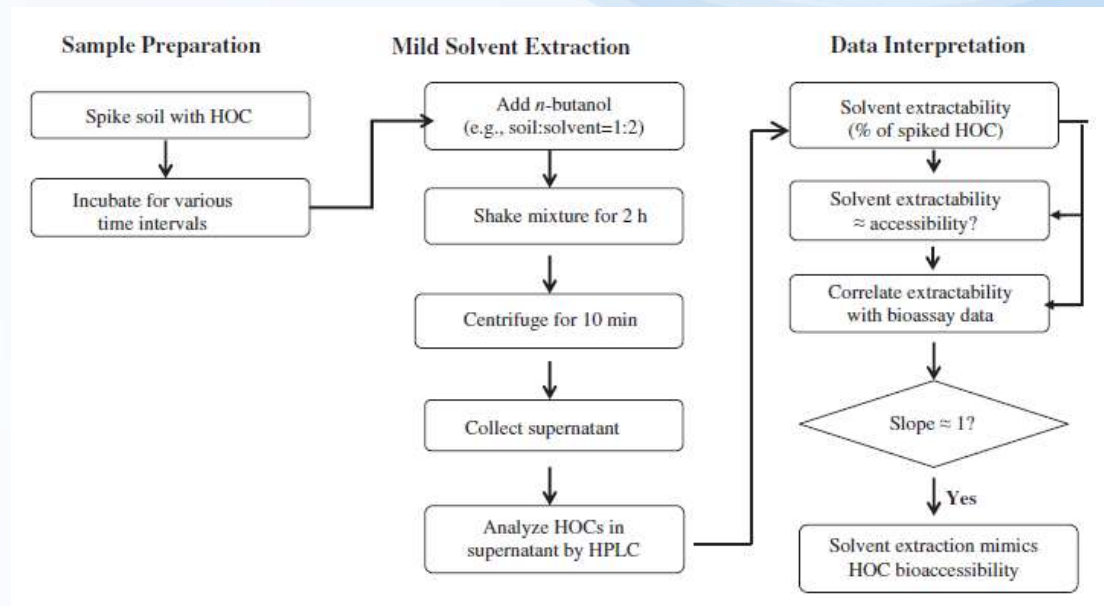 Sample Preparation
Spike soil with HOC
Incubate for various
time intervals
Mild Solvent Extraction
Add n-butanol
(e.g., soil:solvent=1:2)
Shake mixture for 2 h
Centrifuge for 10 min
Collect supernatant
Analyze HOCs in
supernatant by HPLC
Data Interpretation
Solvent extractability
(% of spiked HOC)
Solvent extractability
≈ accessibility?
Correlate extractability
with bioassay data
Slope ≈ 1?
Yes
Solvent extraction mimics
HOC bioaccessibility